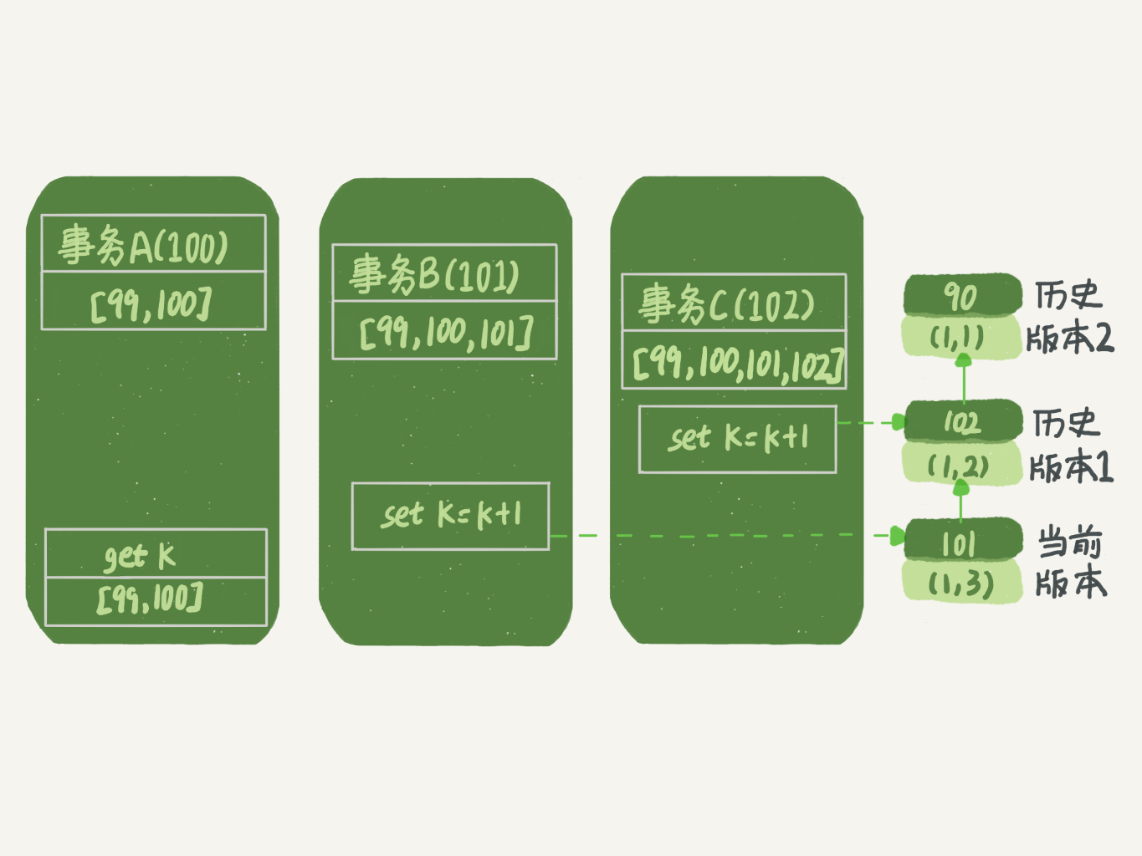 事务A(100)
[99,100]
get K
[99,100]
事务B(101)
[99,100,101]
set K=k+1
事务C(102)
[99,100,101,102]
set K=k+1
90
(1,1)
历史
版本2
102
(1,2)
历史
版本1
101
(1,3)
当前
版本